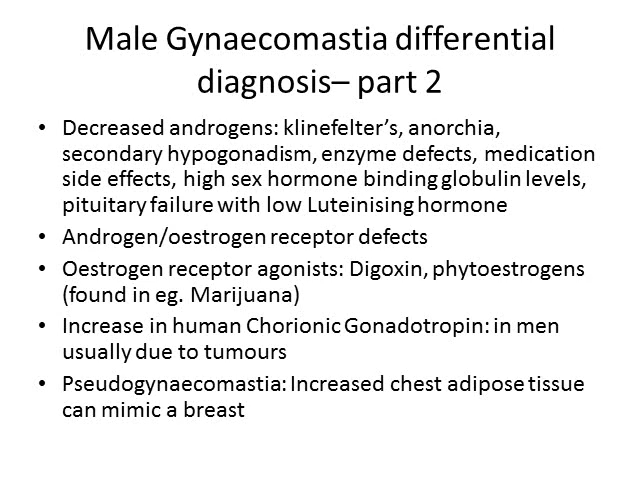 Male Gynaecomastia differential
diagnosis– part 2
• Decreased androgens: klinefelter's, anorchia,
secondary hypogonadism, enzyme defects, medication
side effects, high sex hormone binding globulin levels,
pituitary failure with low Luteinising hormone
• Androgen/oestrogen receptor defects
• Oestrogen receptor agonists: Digoxin, phytoestrogens
(found in eg. Marijuana)
• Increase in human Chorionic Gonadotropin: in men
usually due to tumours
• Pseudogynaecomastia: Increased chest adipose tissue
can mimic a breast